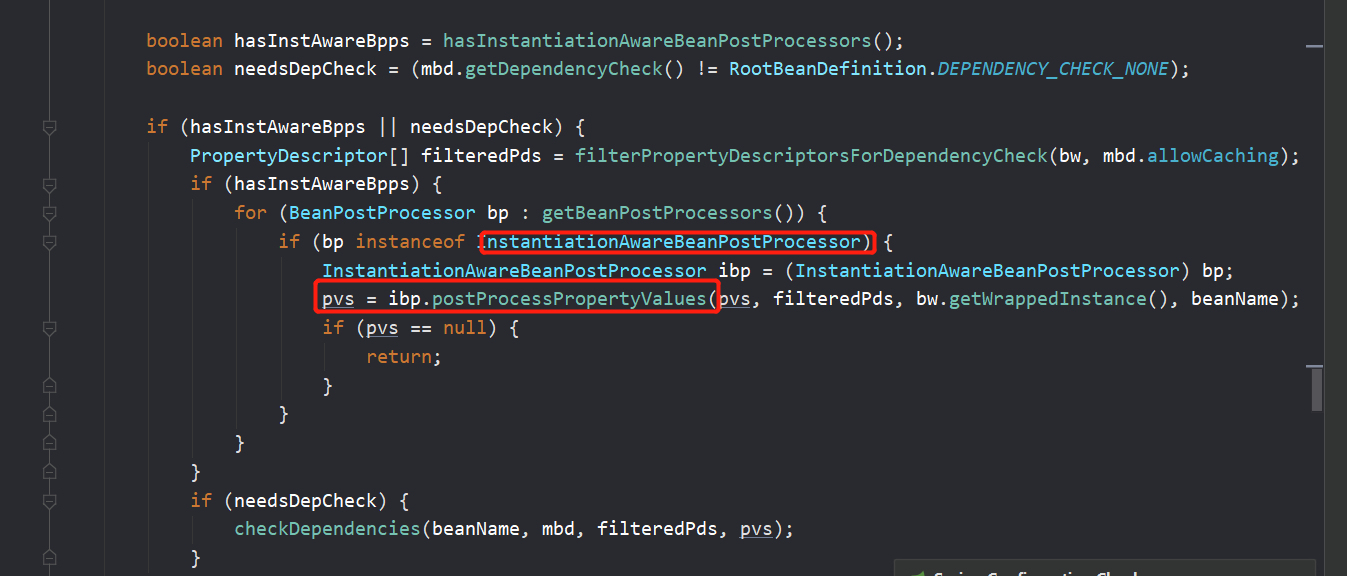 boolean hasInstAwareBpps = hasInstantiationAwareBeanPostProcessors();
boolean needsDepCheck = (mbd.getDependencyCheck() != RootBeanDefinition.DEPENDENCY_CHECK_NONE);
if (hasInstAwareBpps || needsDepCheck) {
PropertyDescriptor[] filteredPds = filterPropertyDescriptorsForDependencyCheck(bw, mbd.allowCaching);
if (hasInstAwareBpps) {
for (BeanPostProcessor bp : getBeanPostProcessors()) {
if (bp instanceof InstantiationAwareBeanPostProcessor) {
InstantiationAwareBeanPostProcessor ibp = (InstantiationAwareBeanPostProcessor) bp;
pvs = ibp.postProcessPropertyValues(pvs, filteredPds, bw.getWrappedInstance(), beanName);
if (pvs == null) {
return;
}
}
}
}
if (needsDepCheck) {
checkDependencies(beanName, mbd, filteredPds, pvs);
}